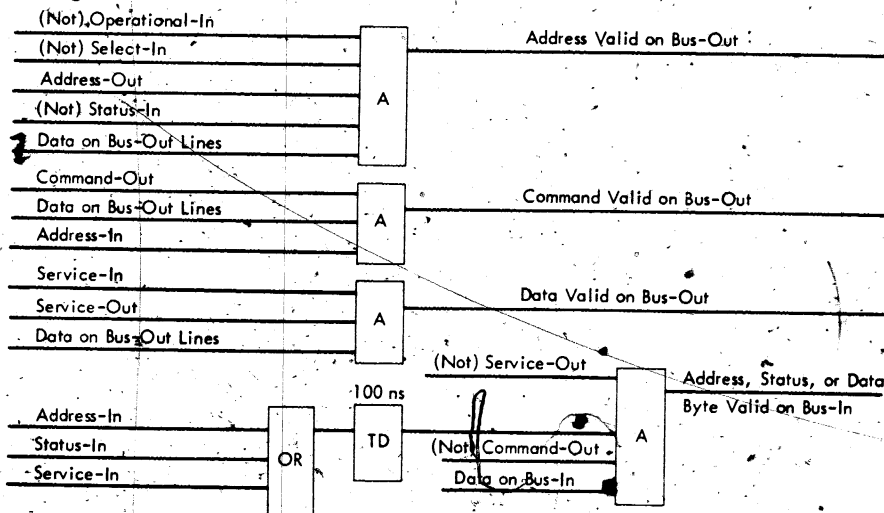 (Not) Operational-In
(Not) Select-In
Address-Out
(Not) Status-In
Data on Bus-Out Lines
A
Address Valid on Bus-Out
Command-Out
Data on Bus-Out Lines
Address-In
A
Command Valid on Bus-Out
Service-In
Service-Out
Data on Bus-Out Lines
A
Data Valid on Bus-Out
Address-In
Status-In
Service-In
OR
100 ns
TD
(Not) Service-Out
(Not) Command-Out
Data on Bus-In
A
Address, Status, or Data
Byte Valid on Bus-In